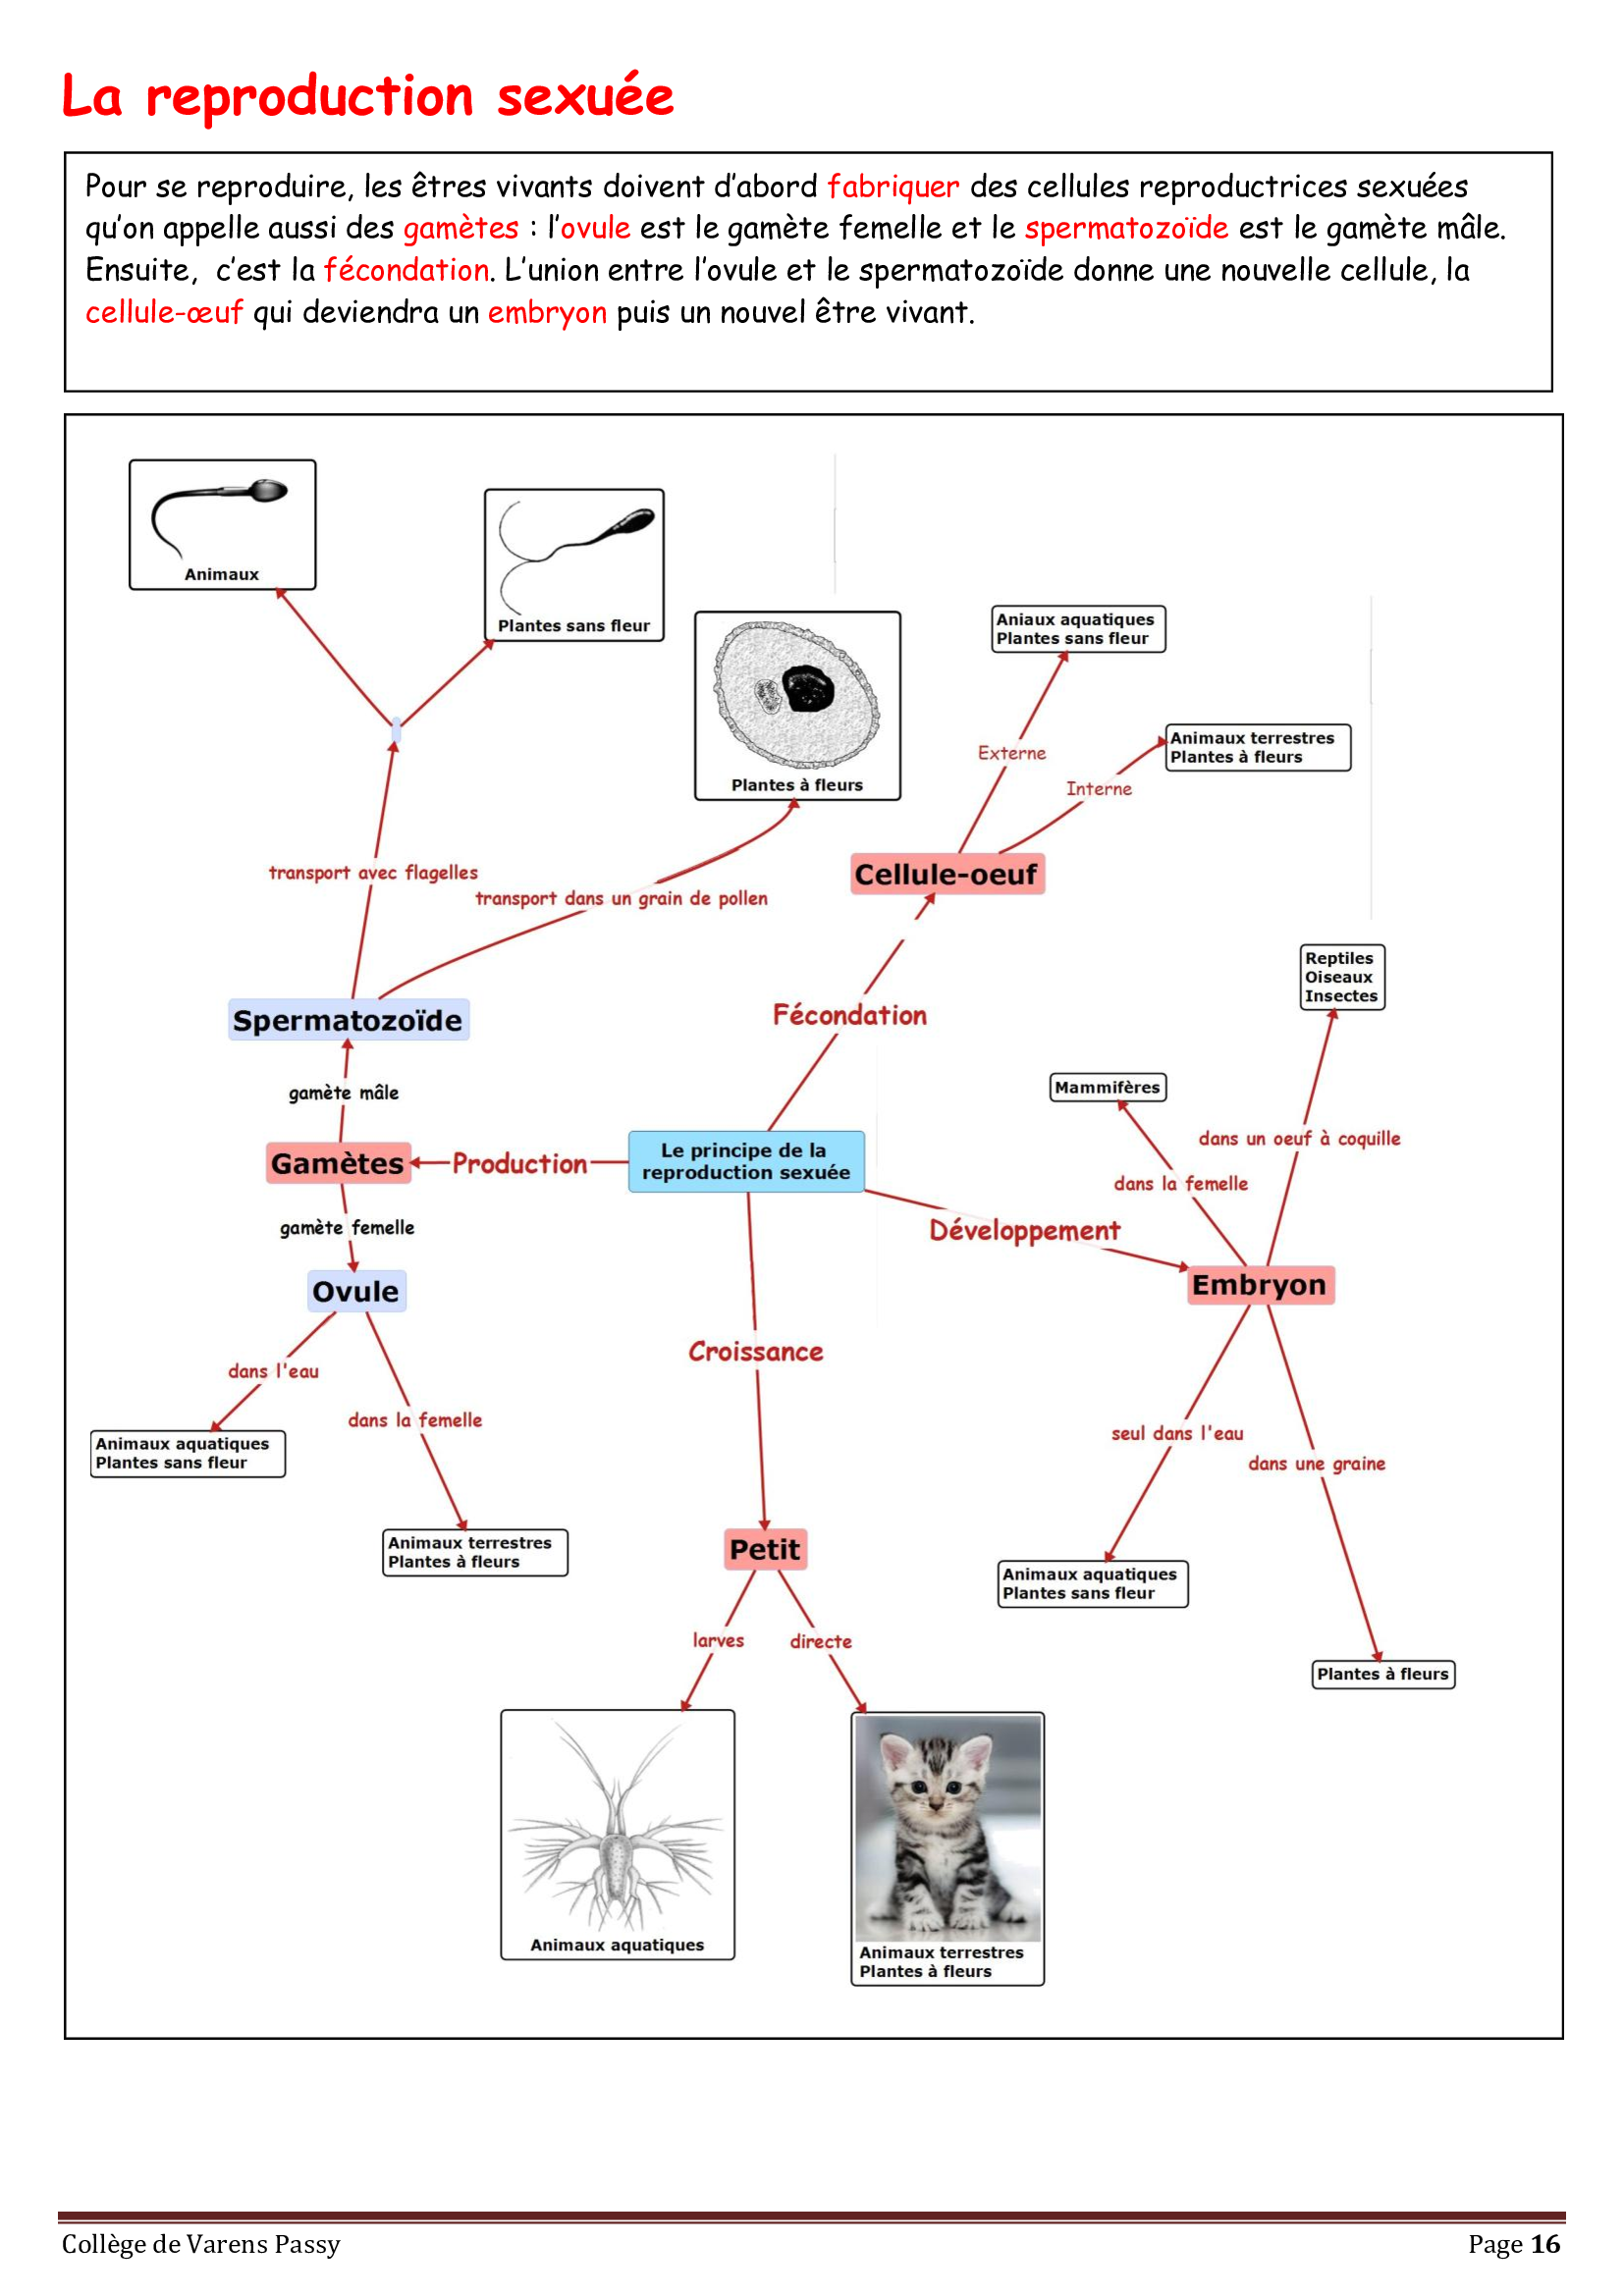 La reproduction sexuée
Pour se reproduire, les êtres vivants doivent d’abord fabriquer des cellules reproductrices sexuées
qu’on appelle aussi des gamètes : l’ovule est le gamète femelle et le spermatozoïde est le gamète mâle.
Ensuite, c’est la fécondation. L’union entre l’ovule et le spermatozoïde donne une nouvelle cellule, la
cellule-œuf qui deviendra un embryon puis un nouvel être vivant.
Animaux
Plantes sans fleur
Plantes à fleurs
Aniaux aquatiques
Plantes sans fleur
Externe
Animaux terrestres
Plantes à fleurs
Interne
transport avec flagelles
transport dans un grain de pollen
Cellule-oeuf
Reptiles
Oiseaux
Insectes
Spermatozoïde
Fécondation
gamète mâle
Mammifères
dans un oeuf à coquille
dans la femelle
Gamètes
Production
Le principe de la
reproduction sexuée
gamète femelle
Développement
Ovule
Embryon
dans l'eau
Croissance
dans la femelle
Animaux aquatiques
Plantes sans fleur
seul dans l'eau
dans une graine
Animaux terrestres
Plantes à fleurs
Petit
Animaux aquatiques
Plantes sans fleur
larves
directe
Plantes à fleurs
Animaux aquatiques
Animaux terrestres
Plantes à fleurs
Collège de Varens Passy
Page 16